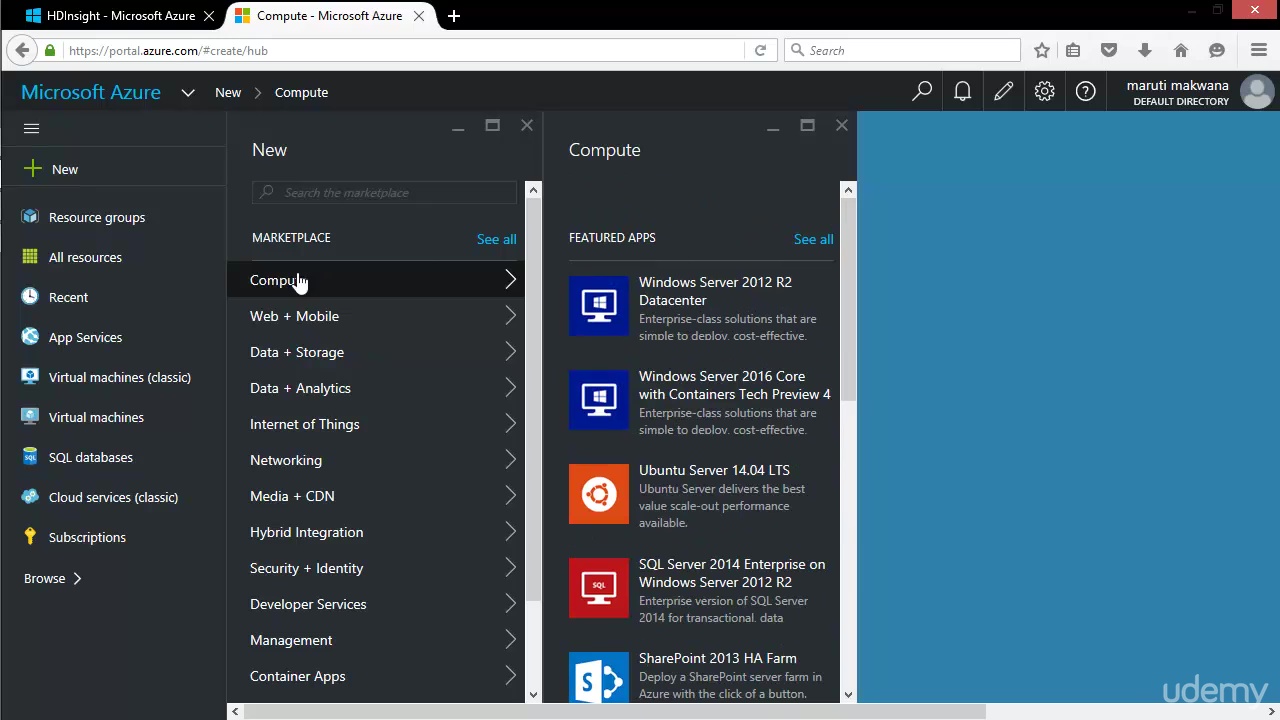 HDInsight - Microsoft Azure
Compute - Microsoft Azure
https://portal.azure.com/#create/hub
Search
Microsoft Azure
New
Compute
maruti makwana
DEFAULT DIRECTORY
New
Resource groups
All resources
Recent
App Services
Virtual machines (classic)
Virtual machines
SQL databases
Cloud services (classic)
Subscriptions
Browse
New
Search the marketplace
MARKETPLACE
See all
Compute
Web + Mobile
Data + Storage
Data + Analytics
Internet of Things
Networking
Media + CDN
Hybrid Integration
Security + Identity
Developer Services
Management
Container Apps
Compute
FEATURED APPS
See all
Windows Server 2012 R2
Datacenter
Enterprise-class solutions that are
simple to deploy, cost-effective,
Windows Server 2016 Core
with Containers Tech Preview 4
Enterprise-class solutions that are
simple to deploy, cost-effective,
Ubuntu Server 14.04 LTS
Ubuntu Server delivers the best
value scale-out performance
available.
SQL
SQL Server 2014 Enterprise on
Windows Server 2012 R2
Enterprise version of SQL Server
2014 for transactional, data
SharePoint 2013 HA Farm
Deploy a SharePoint server farm in
Azure with the click of a button.
udemy